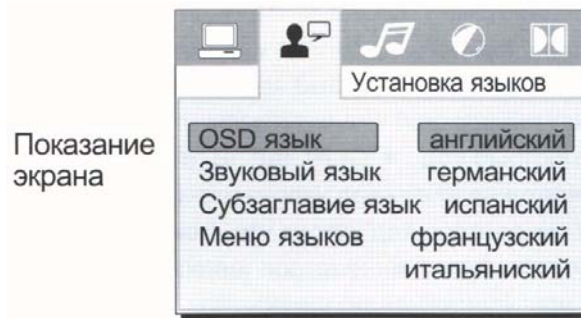 Установка языков
Показание
экрана
OSD язык английский
Звуковый язык германский
Субзаглавие язык испанский
Меню языков французский
итальяниский